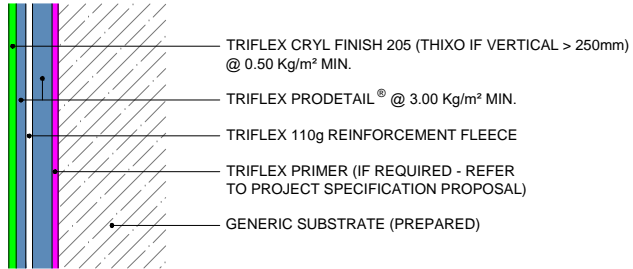 TRIFLEX CRYL FINISH 205 (THIXO IF VERTICAL > 250mm)
@ 0.50 Kg/m² MIN.
TRIFLEX PRODETAIL® @ 3.00 Kg/m² MIN.
TRIFLEX 110g REINFORCEMENT FLEECE
TRIFLEX PRIMER (IF REQUIRED - REFER
TO PROJECT SPECIFICATION PROPOSAL)
GENERIC SUBSTRATE (PREPARED)